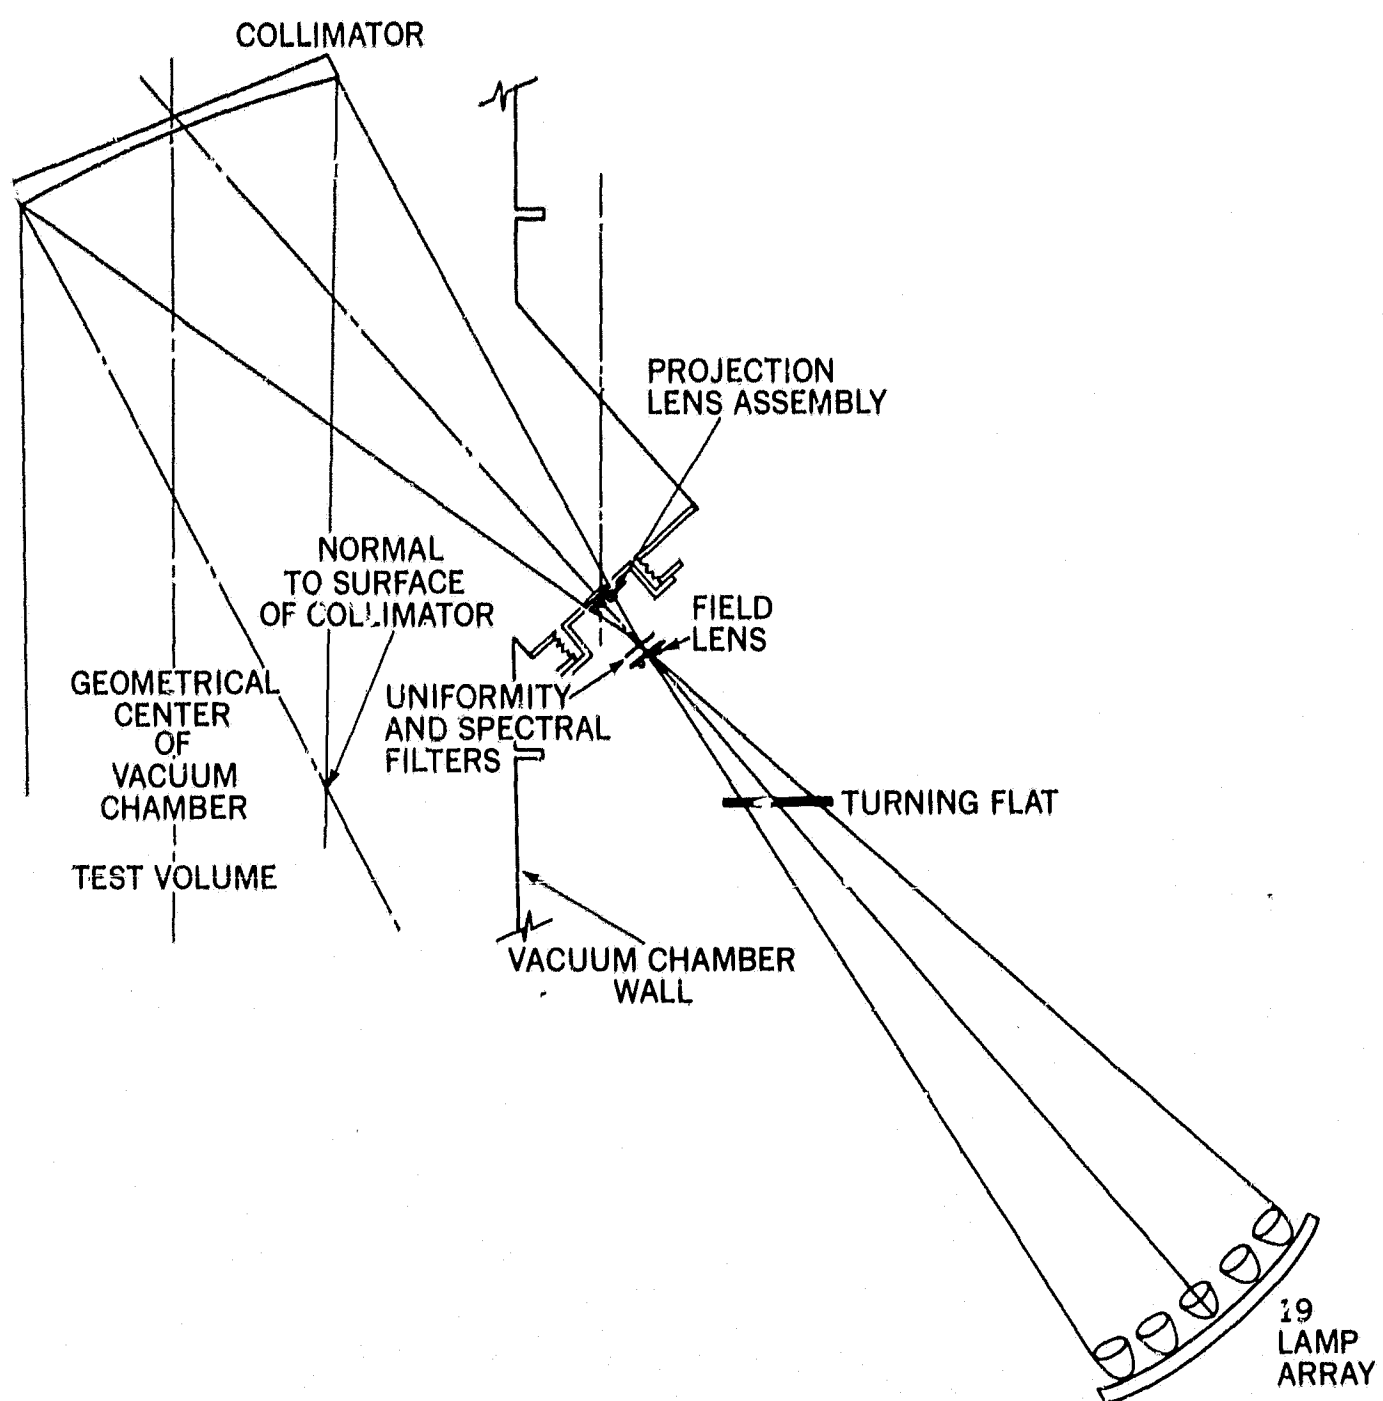 COLLIMATOR
PROJECTION
LENS ASSEMBLY
NORMAL
TO SURFACE
OF COLLIMATOR
FIELD
LENS
GEOMETRICAL
CENTER
OF
VACUUM
CHAMBER
UNIFORMITY
AND SPECTRAL
FILTERS
TURNING FLAT
TEST VOLUME
VACUUM CHAMBER
WALL
19
LAMP
ARRAY